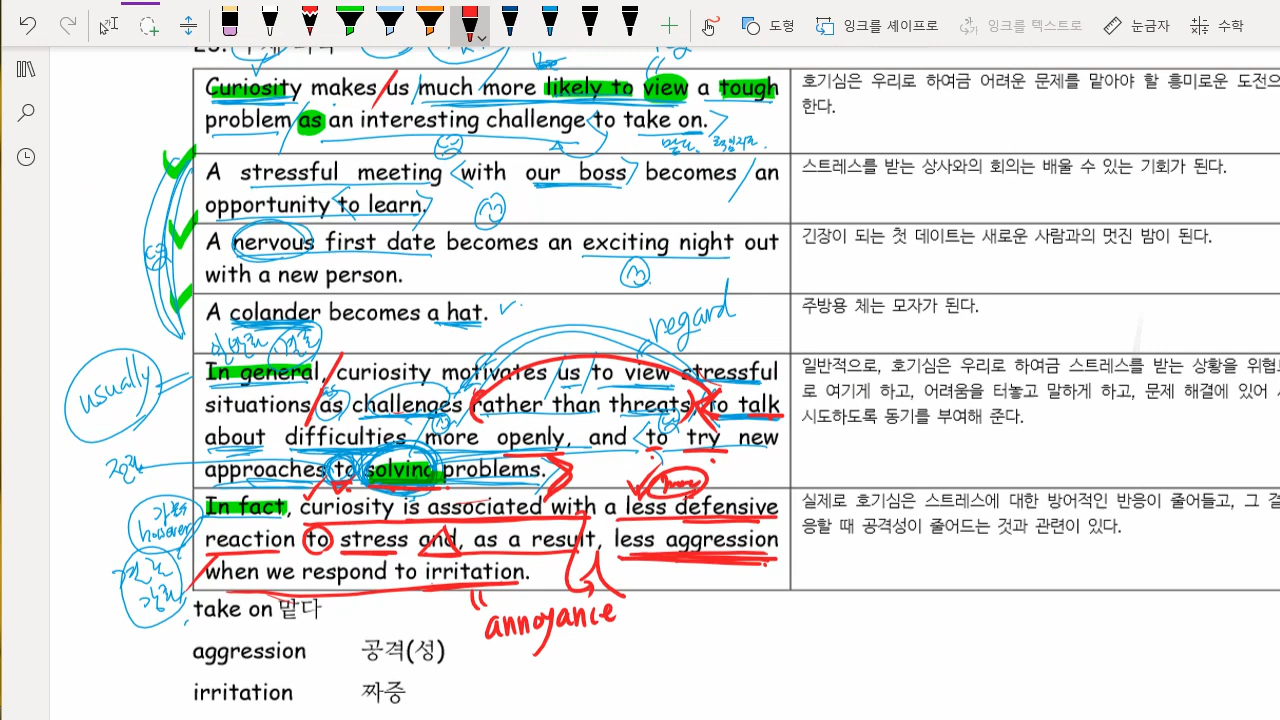 도형
잉크를 셰이프로
잉크를 텍스트로
눈금자
수학
Curiosity makes us much more likely to view a tough
problem as an interesting challenge to take on.
맡다
호기심은 우리로 하여금 어려운 문제를 맡아야 할 흥미로운 도전으
한다.
A stressful meeting with our boss becomes an
opportunity to learn.
스트레스를 받는 상사와의 회의는 배울 수 있는 기회가 된다.
A nervous first date becomes an exciting night out
with a new person.
긴장이 되는 첫 데이트는 새로운 사람과의 멋진 밤이 된다.
A colander becomes a hat.
주방용 체는 모자가 된다.
regard
usually
In general, curiosity motivates us to view stressful
situations as challenges rather than threats, to talk
about difficulties more openly, and to try new
approaches to solving problems.
일반적으로, 호기심은 우리로 하여금 스트레스를 받는 상황을 위협보
로 여기게 하고, 어려움을 터놓고 말하게 하고, 문제 해결에 있어 사
시도하도록 동기를 부여해 준다.
In fact, curiosity is associated with a less defensive
reaction to stress and, as a result, less aggression
when we respond to irritation.
실제로 호기심은 스트레스에 대한 방어적인 반응이 줄어들고, 그 결
응할 때 공격성이 줄어드는 것과 관련이 있다.
however
annoyance
take on 맡다
aggression 공격(성)
irritation 짜증